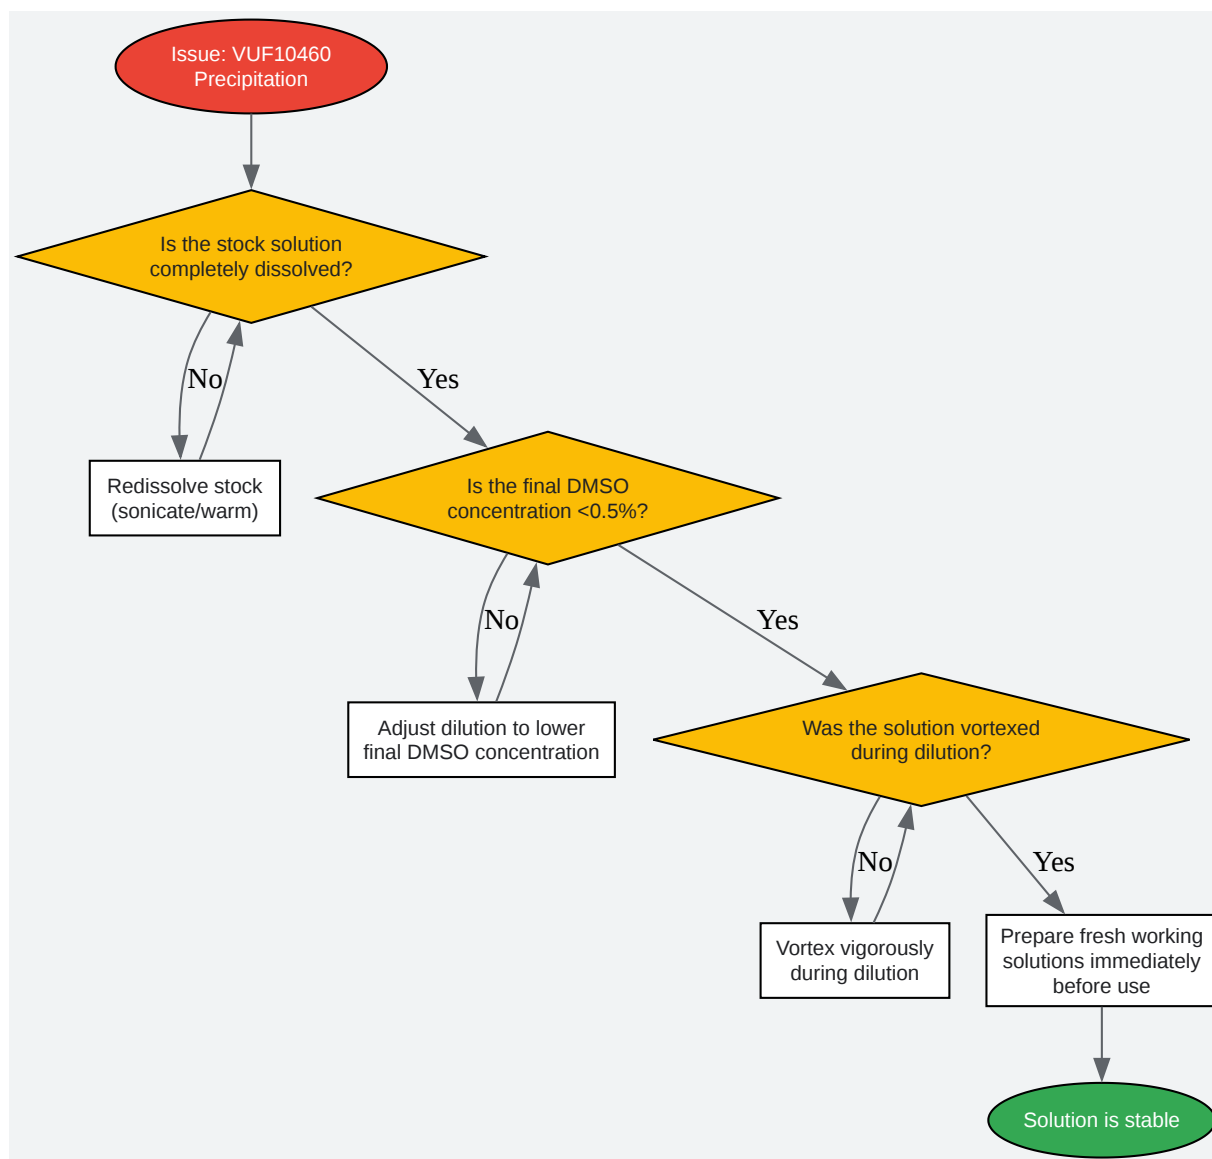 Issue: VUF10460
Precipitation
Is the stock solution
completely dissolved?
No
Yes
Redissolve stock
(sonicate/warm)
Is the final DMSO
concentration <0.5%?
No
Yes
Adjust dilution to lower
final DMSO concentration
Was the solution vortexed
during dilution?
No
Yes
Vortex vigorously
during dilution
Prepare fresh working
solutions immediately
before use
Solution is stable